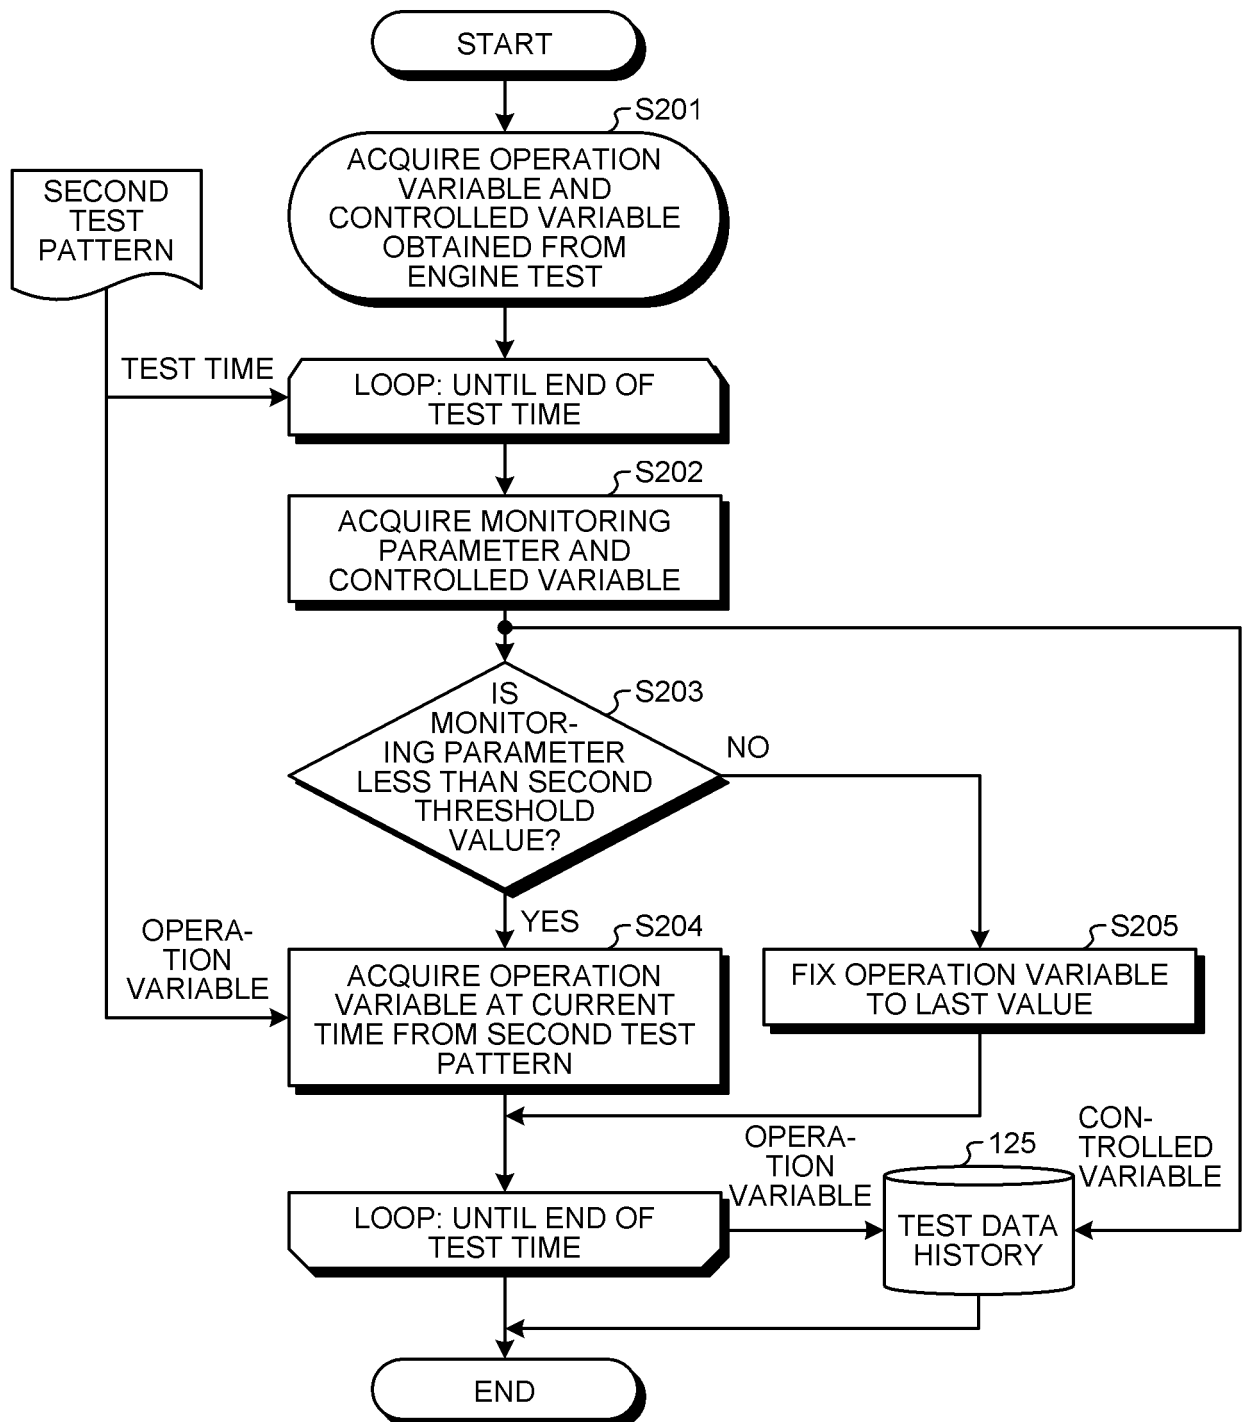 START
S201
ACQUIRE OPERATION
VARIABLE AND
CONTROLLED VARIABLE
OBTAINED FROM
ENGINE TEST
SECOND
TEST
PATTERN
TEST TIME
LOOP: UNTIL END OF
TEST TIME
S202
ACQUIRE MONITORING
PARAMETER AND
CONTROLLED VARIABLE
S203
IS
MONITOR-
ING PARAMETER
LESS THAN SECOND
THRESHOLD
VALUE?
NO
YES
OPERA-
TION
VARIABLE
S204
ACQUIRE OPERATION
VARIABLE AT CURRENT
TIME FROM SECOND TEST
PATTERN
S205
FIX OPERATION VARIABLE
TO LAST VALUE
LOOP: UNTIL END OF
TEST TIME
OPERA-
TION
VARIABLE
125
TEST DATA
HISTORY
CON-
TROLLED
VARIABLE
END